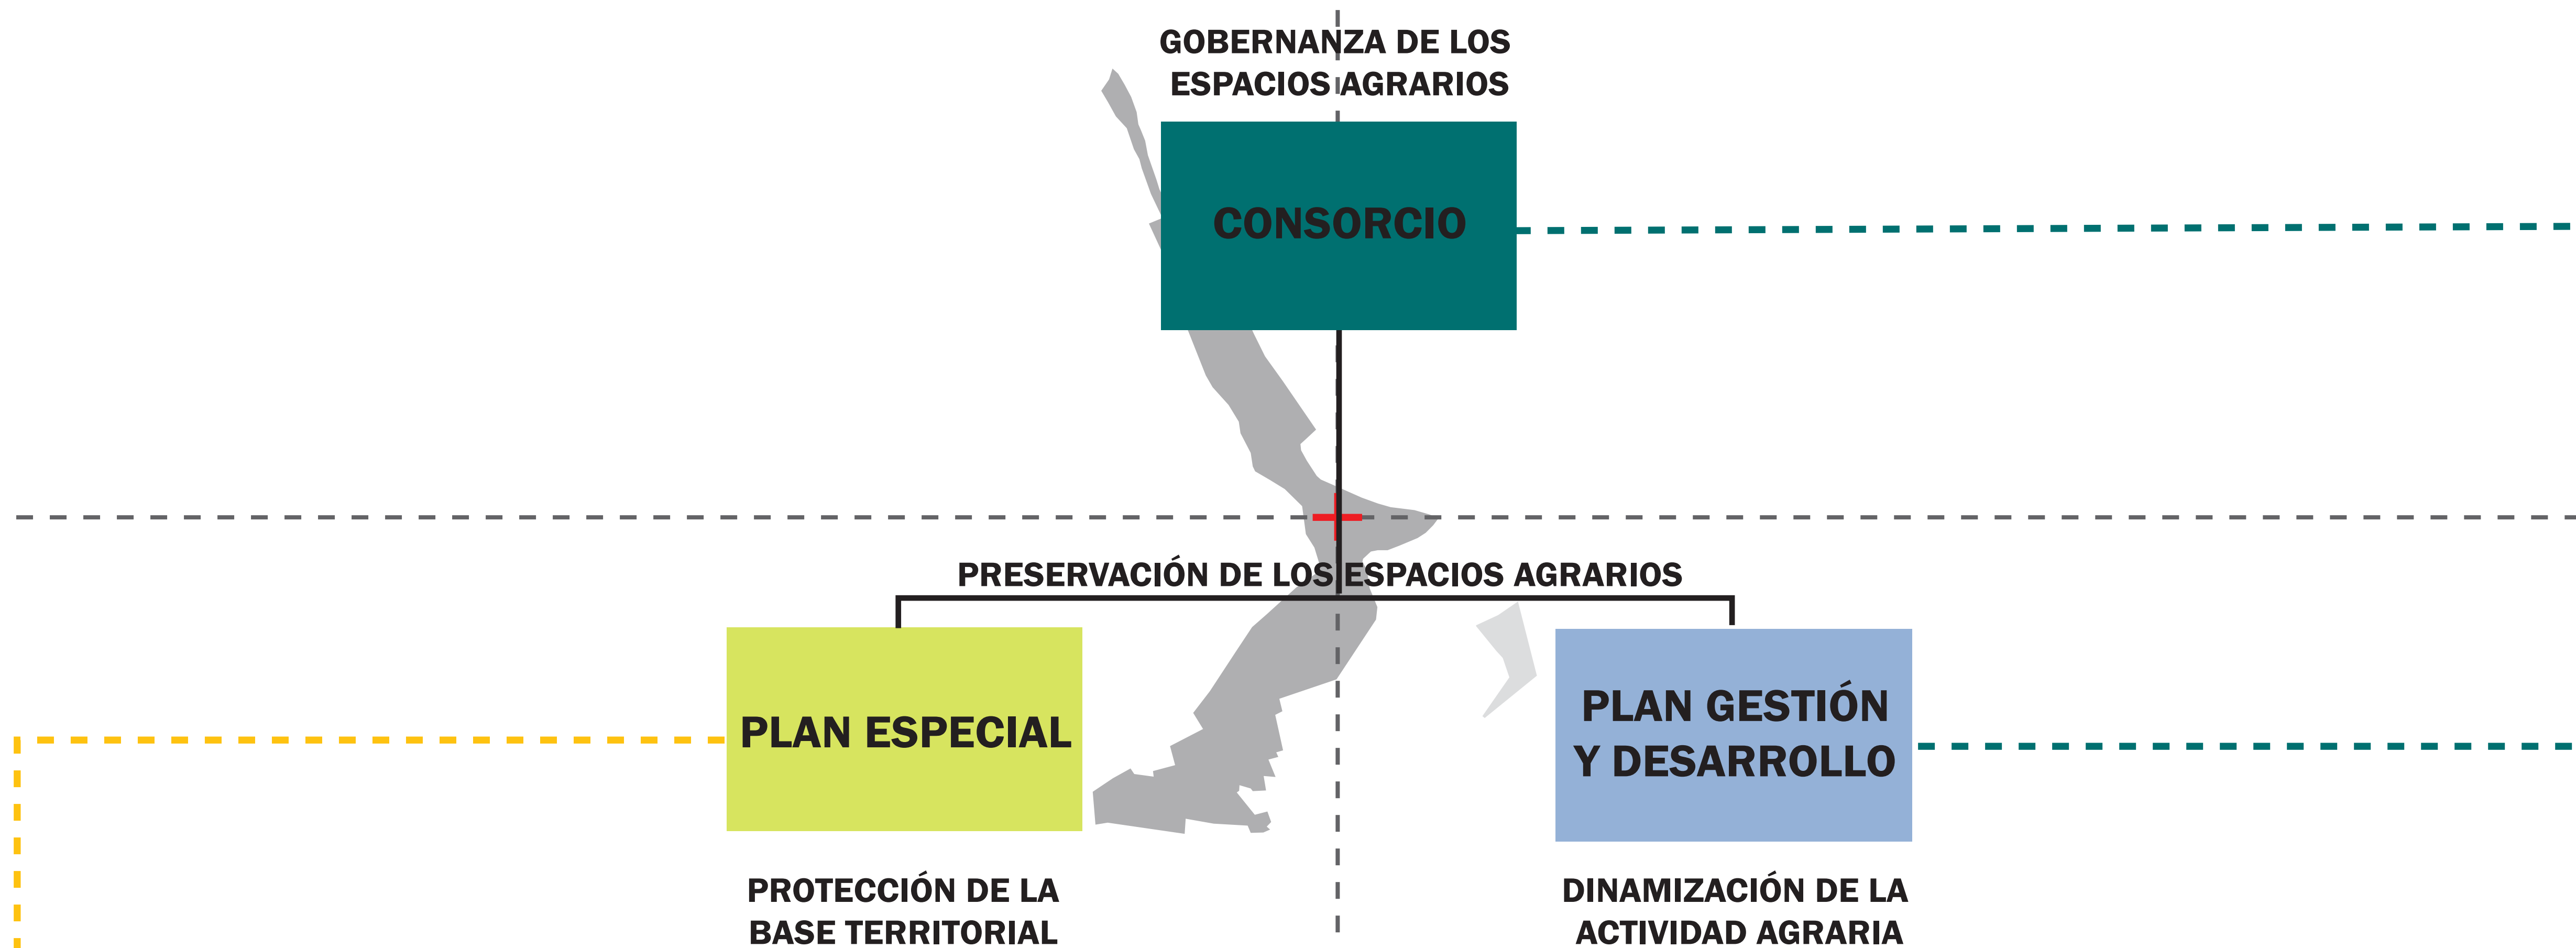 GOBERNANZA DE LOS
ESPACIOS AGRARIOS
CONSORCIO
PRESERVACIÓN DE LOS ESPACIOS AGRARIOS
PLAN ESPECIAL
PLAN GESTIÓN
Y DESARROLLO
PROTECCIÓN DE LA
BASE TERRITORIAL
DINAMIZACIÓN DE LA
ACTIVIDAD AGRARIA